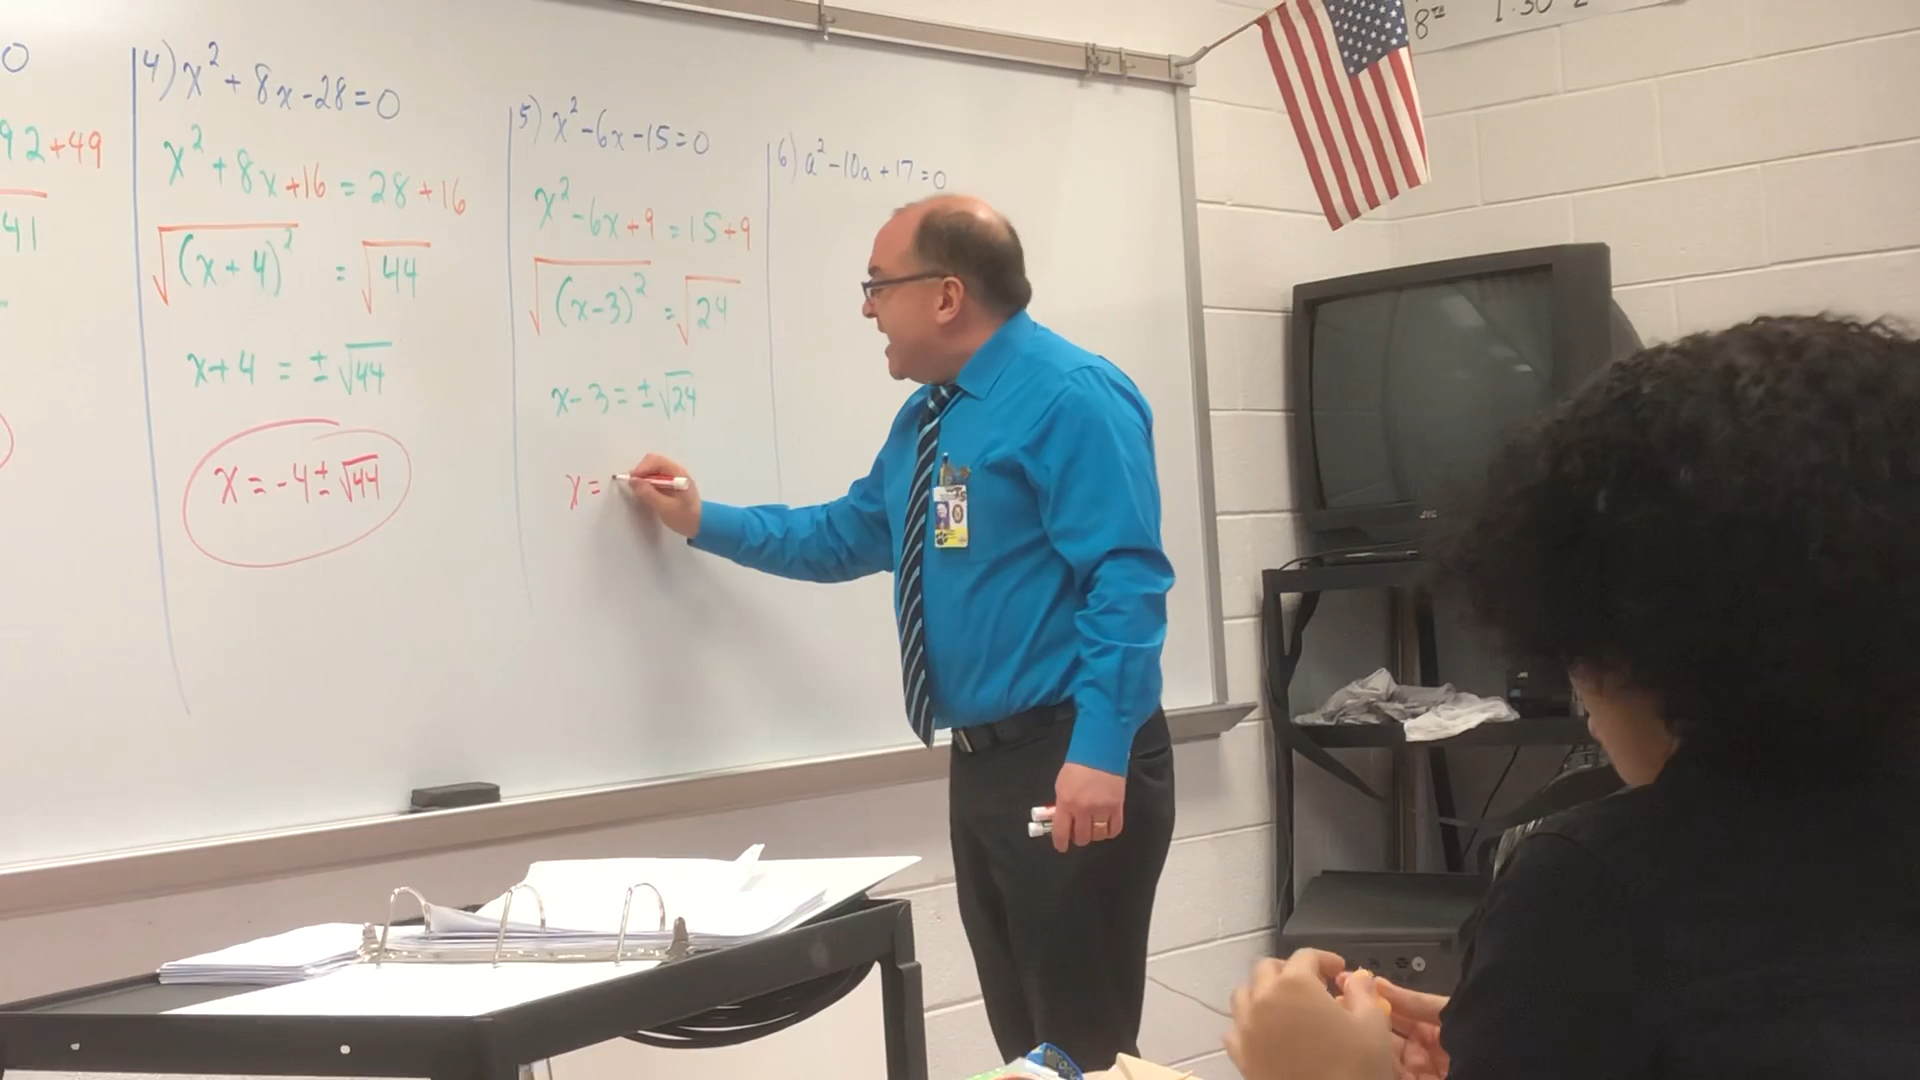 0
92+49
41
4) x² + 8x - 28 = 0
x² + 8x + 16 = 28 + 16
√(x + 4)² = √44
x + 4 = ± √44
x = -4 ± √44
5) x² - 6x - 15 = 0
x² - 6x + 9 = 15 + 9
√(x - 3)² = √24
x - 3 = ± √24
x =
6) a² - 10a + 17 = 0
JVC